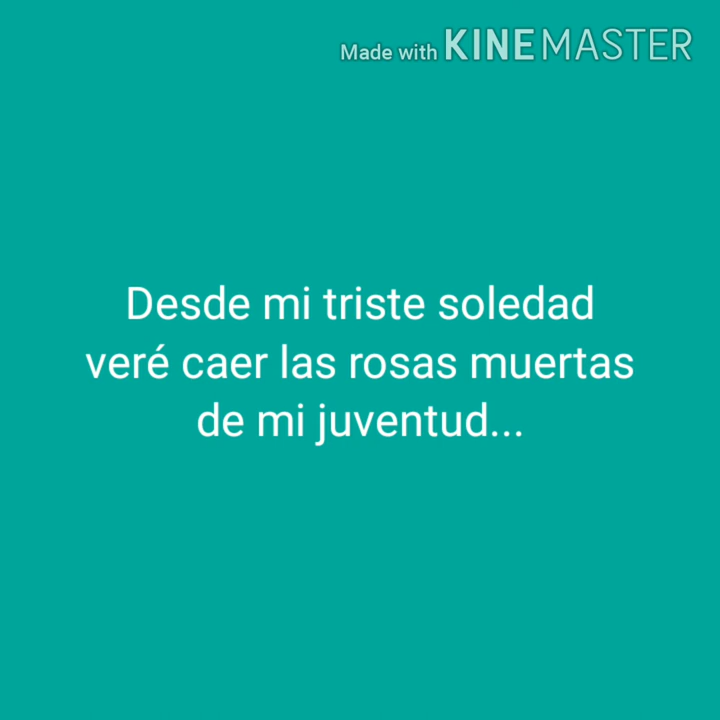 Made with KINEMASTER
Desde mi triste soledad
veré caer las rosas muertas
de mi juventud...